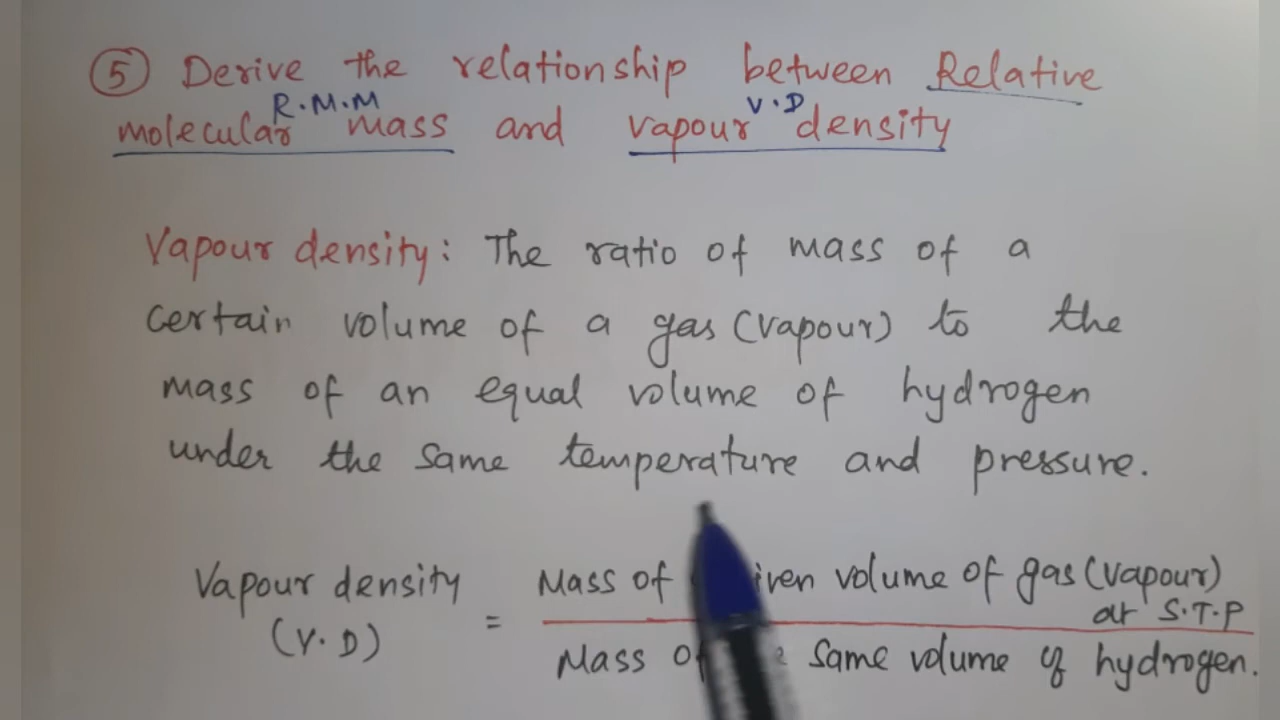 5 Derive the relationship between Relative
R.M.M V.D
molecular mass and vapour density
Vapour density: The ratio of mass of a
certain volume of a gas (vapour) to the
mass of an equal volume of hydrogen
under the same temperature and pressure.
Vapour density = Mass of given volume of gas (vapour)
at S.T.P
(V.D) Mass of same volume of hydrogen.